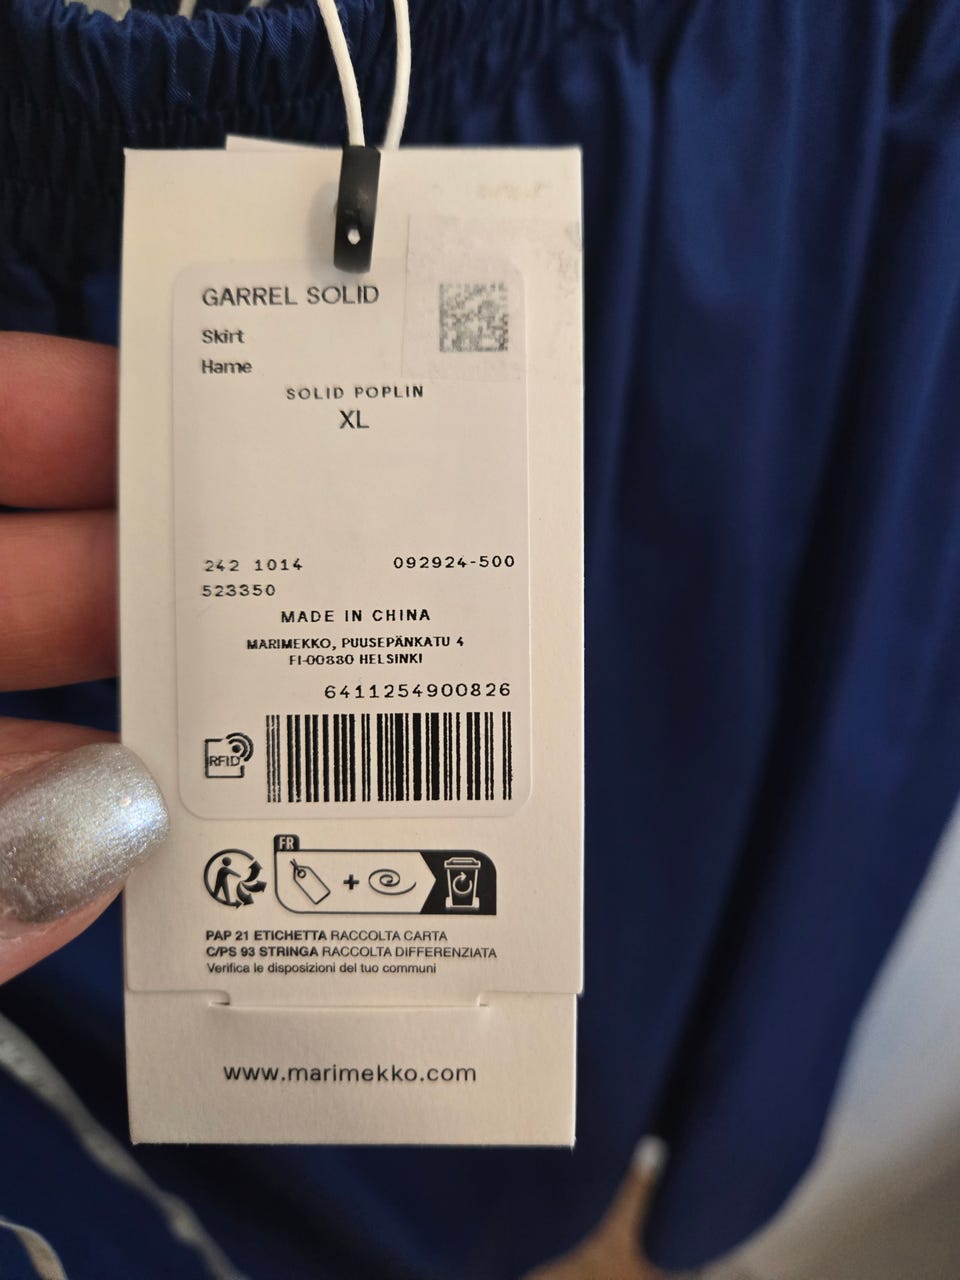 GARREL SOLID
Skirt
Hame
SOLID POPLIN
XL
242 1014 092924-500
523350
MADE IN CHINA
MARIMEKKO, PUUSEPÄNKATU 4
FI-00880 HELSINKI
6411254900826
RFID
FR
PAP 21 ETICHETTA RACCOLTA CARTA
C/PS 93 STRINGA RACCOLTA DIFFERENZIATA
Verifica le disposizioni del tuo communi
www.marimekko.com